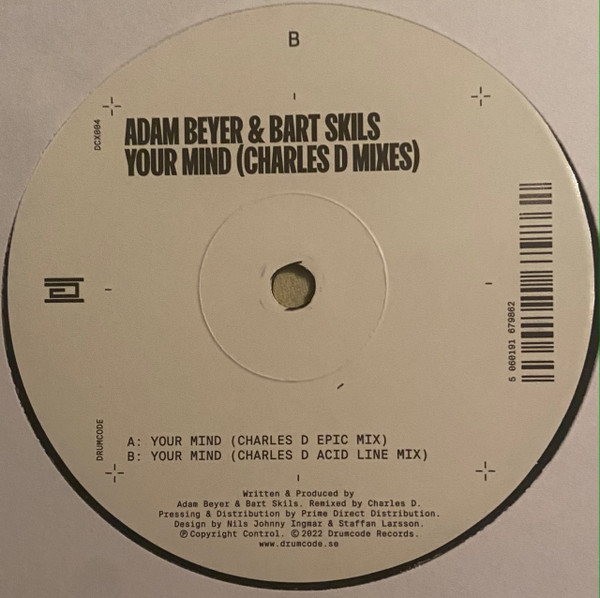 B
DCX004
ADAM BEYER & BART SKILS
YOUR MIND (CHARLES D MIXES)
5 060191 679862
DRUMCODE
A: YOUR MIND (CHARLES D EPIC MIX)
B: YOUR MIND (CHARLES D ACID LINE MIX)
Written & Produced by
Adam Beyer & Bart Skils. Remixed by Charles D.
Pressing & Distribution by Prime Direct Distribution.
Design by Nils Johnny Ingmar & Staffan Larsson.
ⓅCopyright Control. ©2022 Drumcode Records.
www.drumcode.se